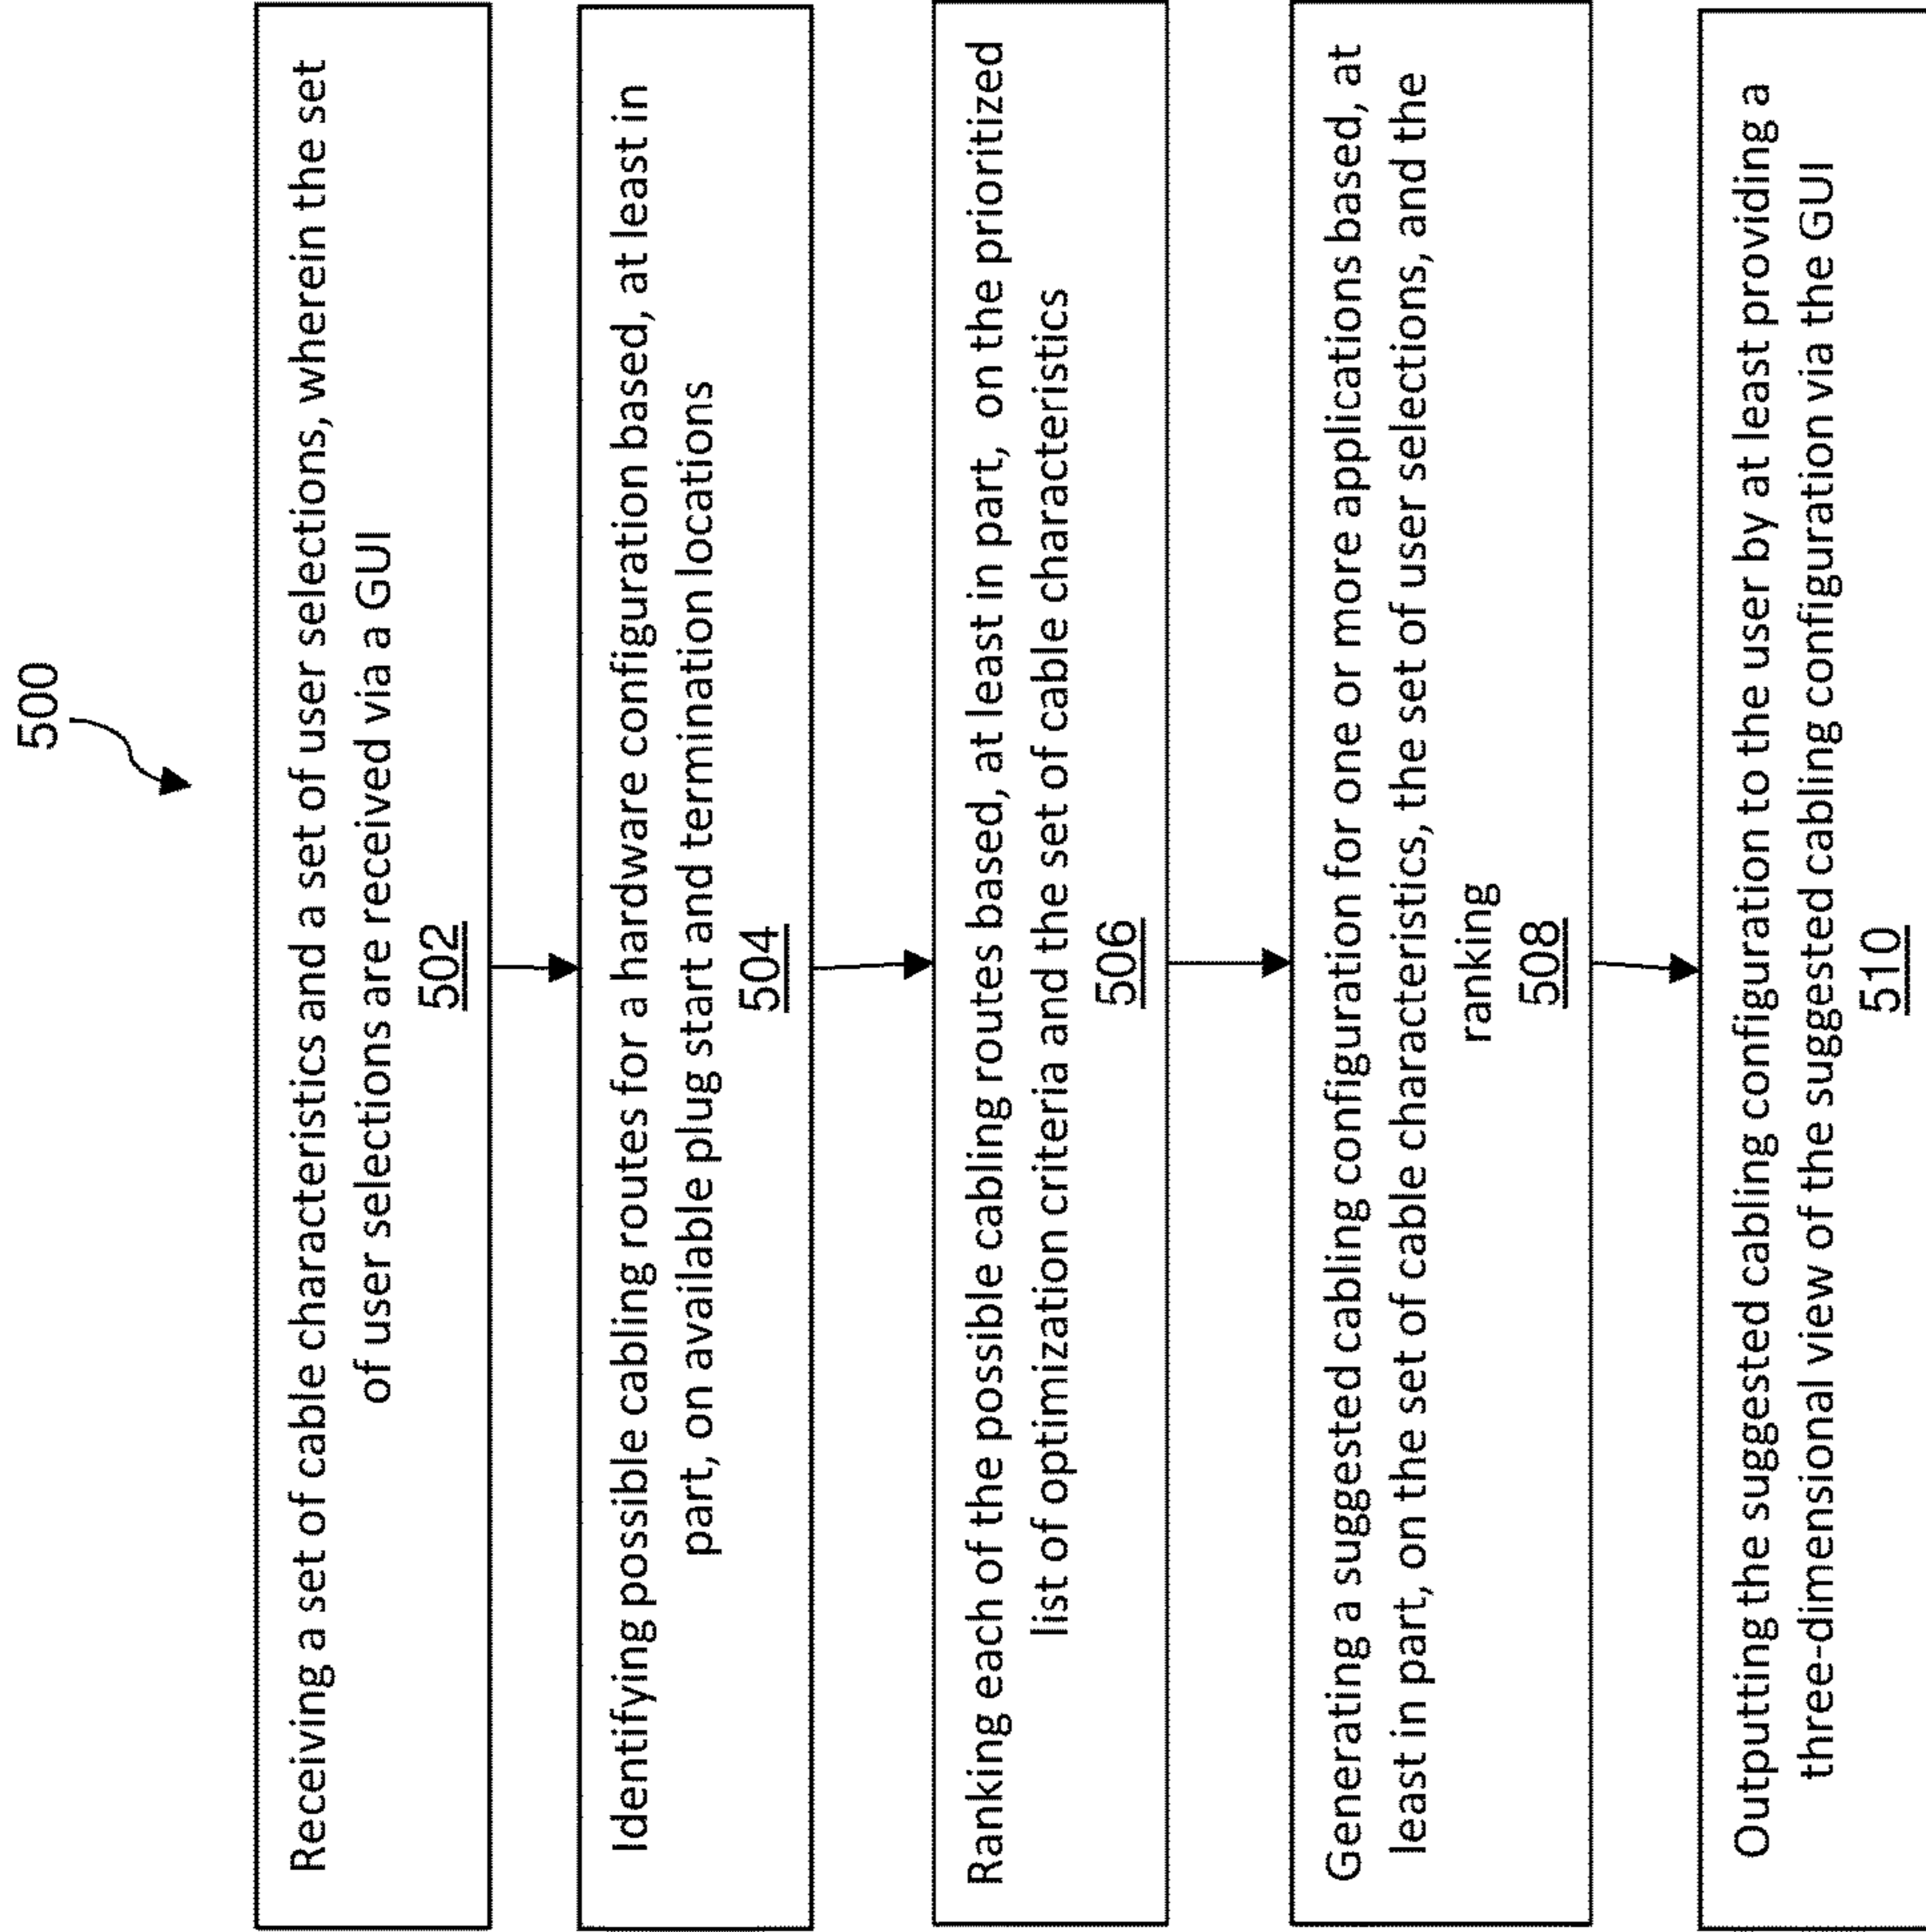 500
Receiving a set of cable characteristics and a set of user selections, wherein the set
of user selections are received via a GUI
502
Identifying possible cabling routes for a hardware configuration based, at least in
part, on available plug start and termination locations
504
Ranking each of the possible cabling routes based, at least in part, on the prioritized
list of optimization criteria and the set of cable characteristics
506
Generating a suggested cabling configuration for one or more applications based, at
least in part, on the set of cable characteristics, the set of user selections, and the
ranking
508
Outputting the suggested cabling configuration to the user by at least providing a
three-dimensional view of the suggested cabling configuration via the GUI
510